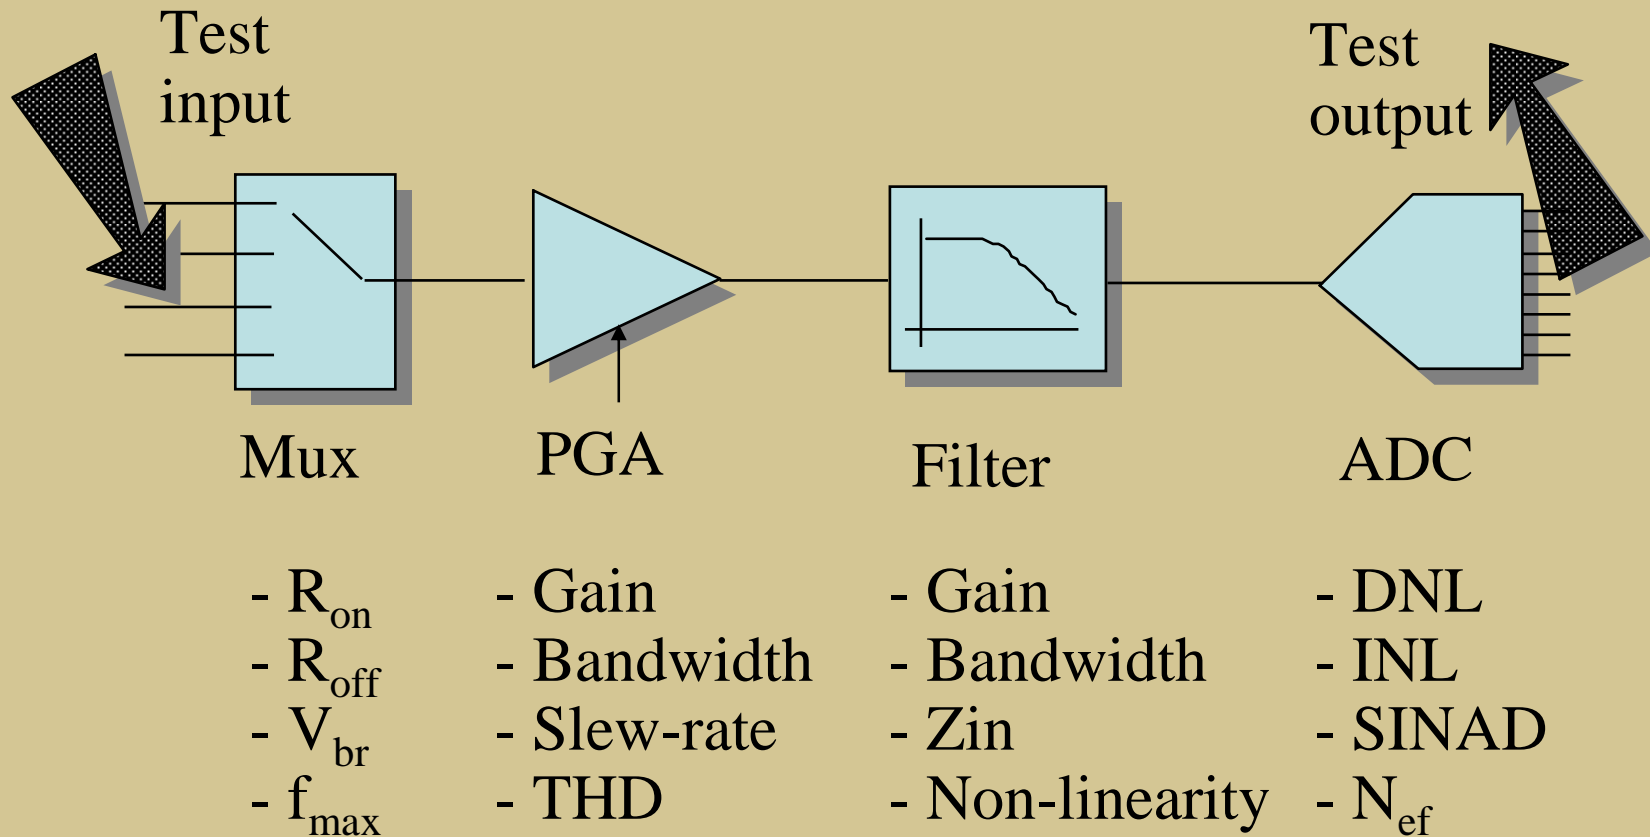 Test
input
Test
output
Mux
PGA
Filter
ADC
- Ron
- Roff
- Vbr
- fmax
- Gain
- Bandwidth
- Slew-rate
- THD
- Gain
- Bandwidth
- Zin
- Non-linearity
- DNL
- INL
- SINAD
- Nef